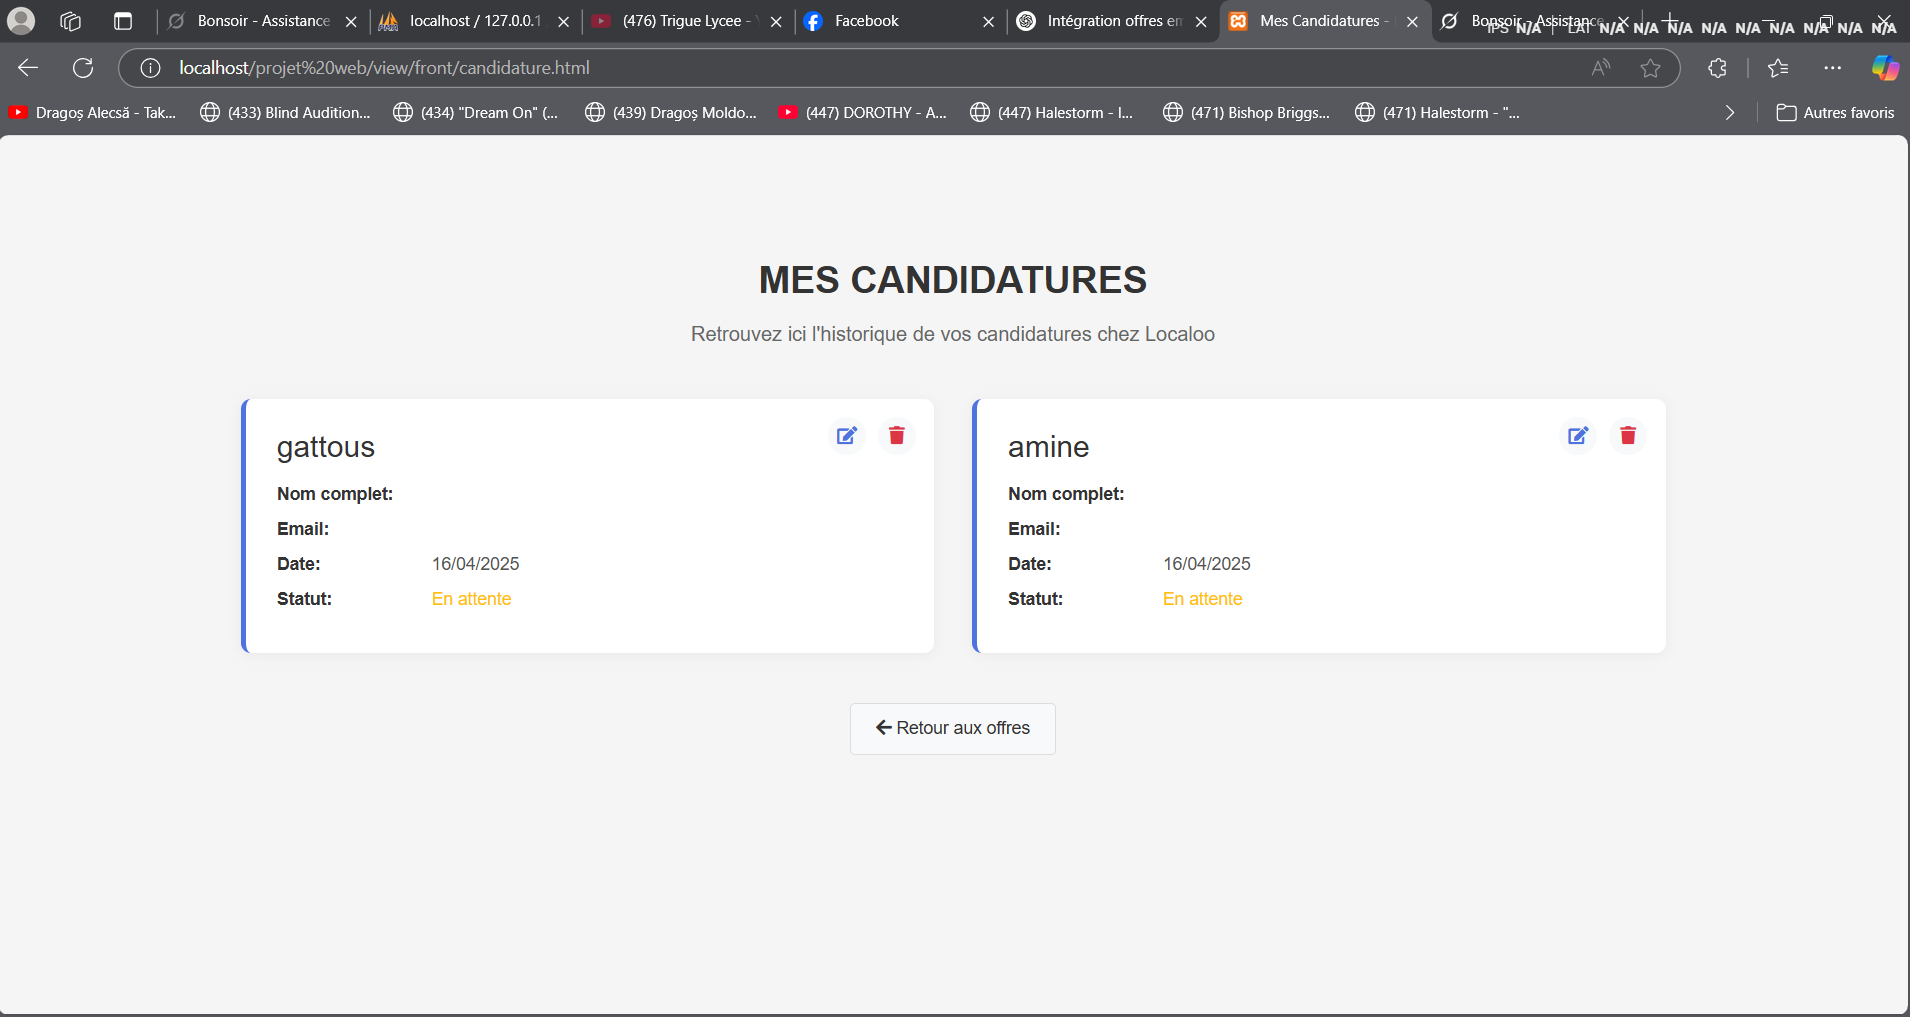 Bonsoir - Assistance
localhost / 127.0.0.1
(476) Trigue Lycee -
Facebook
Intégration offres em
Mes Candidatures -
Bonsoir - Assistance
IPS N/A | LAT N/A N/A N/A N/A N/A N/A N/A N/A N/A
localhost/projet%20web/view/front/candidature.html
Dragoș Alecsă - Tak...
(433) Blind Audition...
(434) "Dream On" (...
(439) Dragoș Moldo...
(447) DOROTHY - A...
(447) Halestorm - I...
(471) Bishop Briggs...
(471) Halestorm - "...
Autres favoris
MES CANDIDATURES
Retrouvez ici l'historique de vos candidatures chez Localoo
gattous
Nom complet:
Email:
Date: 16/04/2025
Statut: En attente
amine
Nom complet:
Email:
Date: 16/04/2025
Statut: En attente
Retour aux offres